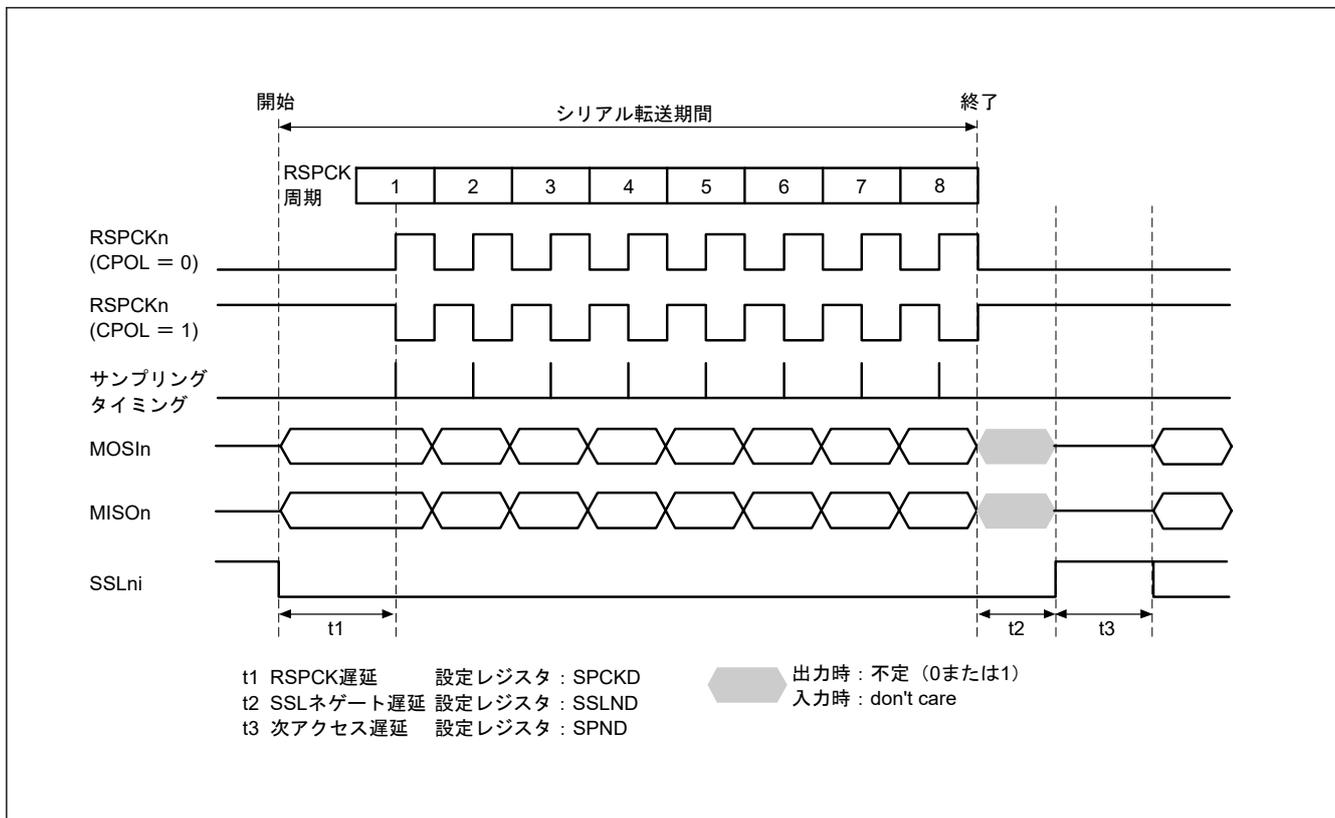 開始
終了
シリアル転送期間
RSPCK
周期
1 2 3 4 5 6 7 8
RSPCKn
(CPOL = 0)
RSPCKn
(CPOL = 1)
サンプリング
タイミング
MOSIn
MISOn
SSLni
t1
t2
t3
t1 RSPCK遅延 設定レジスタ：SPCKD
t2 SSLネゲート遅延 設定レジスタ：SSLND
t3 次アクセス遅延 設定レジスタ：SPND
出力時：不定（0または1）
入力時：don't care